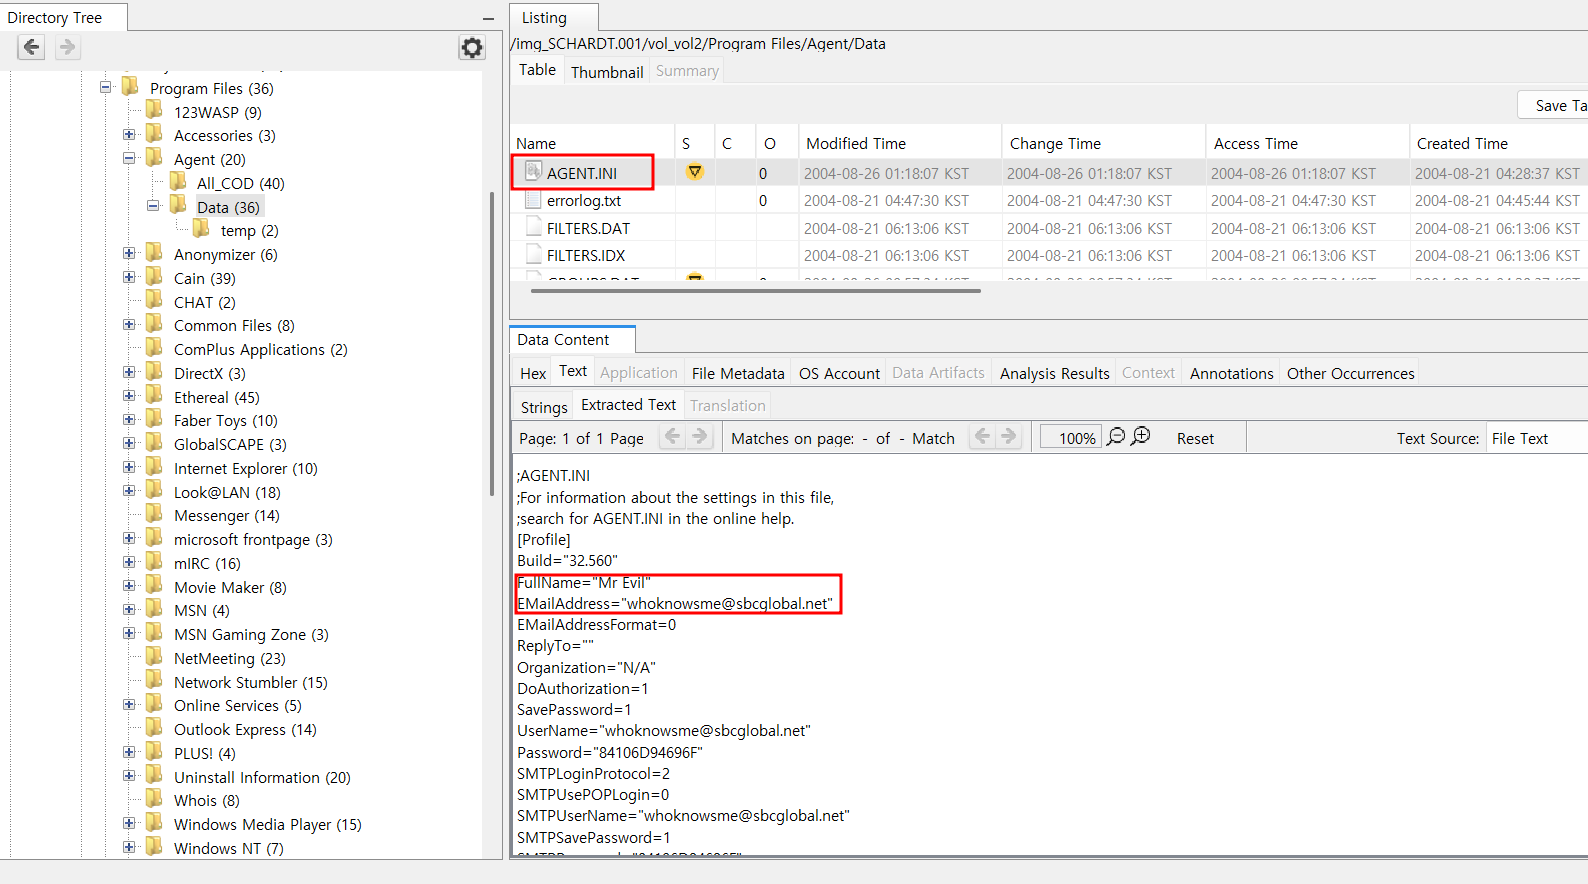 Directory Tree
Program Files (36)
123WASP (9)
Accessories (3)
Agent (20)
All_COD (40)
Data (36)
temp (2)
Anonymizer (6)
Cain (39)
CHAT (2)
Common Files (8)
ComPlus Applications (2)
DirectX (3)
Ethereal (45)
Faber Toys (10)
GlobalSCAPE (3)
Internet Explorer (10)
Look@LAN (18)
Messenger (14)
microsoft frontpage (3)
mIRC (16)
Movie Maker (8)
MSN (4)
MSN Gaming Zone (3)
NetMeeting (23)
Network Stumbler (15)
Online Services (5)
Outlook Express (14)
PLUS! (4)
Uninstall Information (20)
Whois (8)
Windows Media Player (15)
Windows NT (7)
Listing
/img_SCHARDT.001/vol_vol2/Program Files/Agent/Data
Table Thumbnail Summary
Save Ta
Name S C O Modified Time Change Time Access Time Created Time
AGENT.INI 0 2004-08-26 01:18:07 KST 2004-08-26 01:18:07 KST 2004-08-26 01:18:07 KST 2004-08-21 04:28:37 KST
errorlog.txt 0 2004-08-21 04:47:30 KST 2004-08-21 04:47:30 KST 2004-08-21 04:47:30 KST 2004-08-21 04:45:44 KST
FILTERS.DAT 2004-08-21 06:13:06 KST 2004-08-21 06:13:06 KST 2004-08-21 06:13:06 KST 2004-08-21 06:13:06 KST
FILTERS.IDX 2004-08-21 06:13:06 KST 2004-08-21 06:13:06 KST 2004-08-21 06:13:06 KST 2004-08-21 06:13:06 KST
Data Content
Hex Text Application File Metadata OS Account Data Artifacts Analysis Results Context Annotations Other Occurrences
Strings Extracted Text Translation
Page: 1 of 1 Page Matches on page: - of - Match 100% Reset Text Source: File Text
;AGENT.INI
;For information about the settings in this file,
;search for AGENT.INI in the online help.
[Profile]
Build="32.560"
FullName="Mr Evil"
EMailAddress="whoknowsme@sbcglobal.net"
EMailAddressFormat=0
ReplyTo=""
Organization="N/A"
DoAuthorization=1
SavePassword=1
UserName="whoknowsme@sbcglobal.net"
Password="84106D94696F"
SMTPLoginProtocol=2
SMTPUsePOPLogin=0
SMTPUserName="whoknowsme@sbcglobal.net"
SMTPSavePassword=1